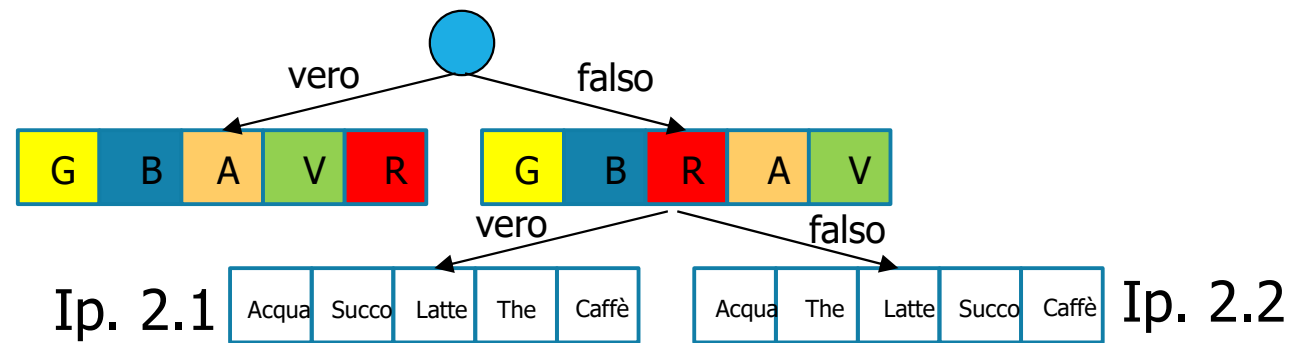 vero falso
G B A V R G B R A V
vero falso
Ip. 2.1 Acqua Succo Latte The Caffè Acqua The Latte Succo Caffè Ip. 2.2